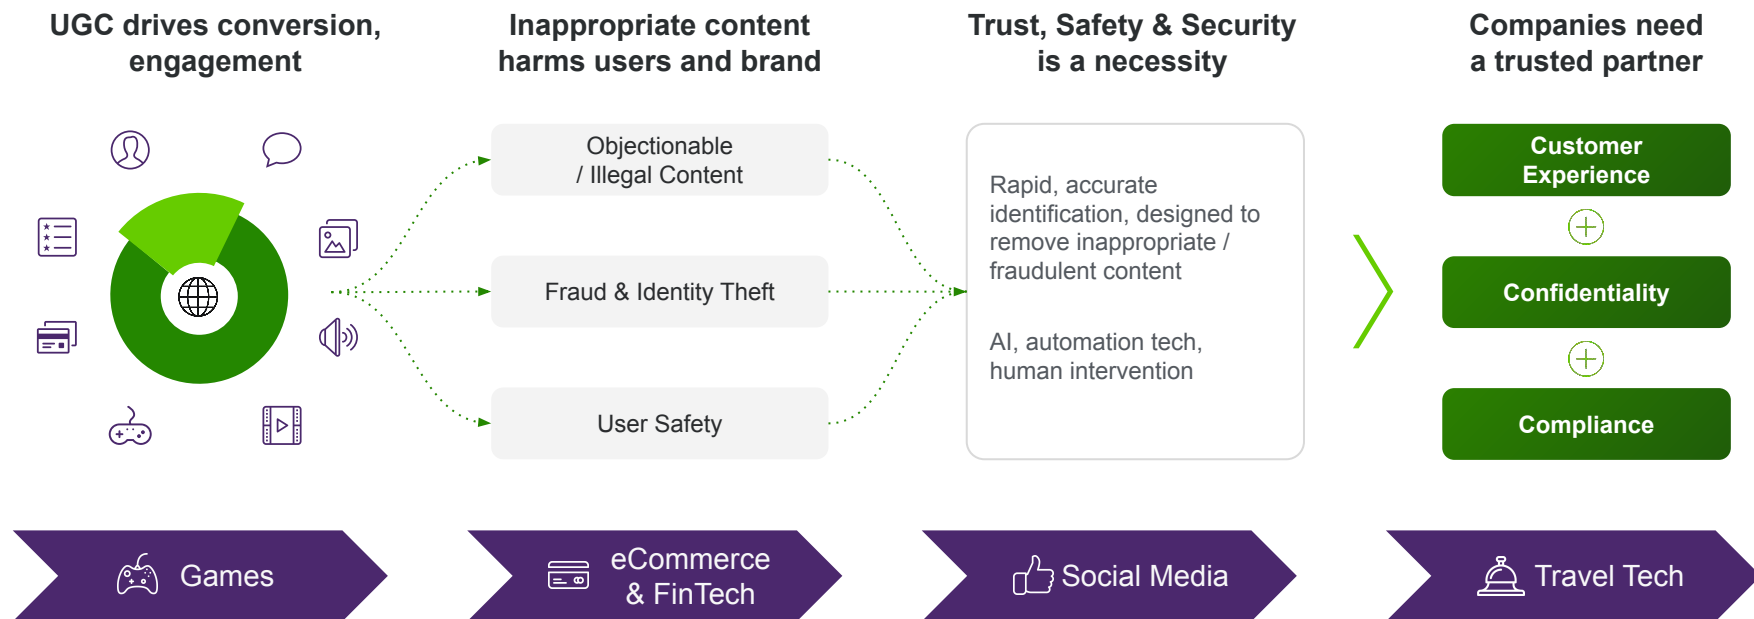 UGC drives conversion,
engagement
Inappropriate content
harms users and brand
Trust, Safety & Security
is a necessity
Companies need
a trusted partner
Objectionable
/ Illegal Content
Fraud & Identity Theft
User Safety
Rapid, accurate
identification, designed to
remove inappropriate /
fraudulent content
AI, automation tech,
human intervention
Customer
Experience
Confidentiality
Compliance
Games
eCommerce
& FinTech
Social Media
Travel Tech